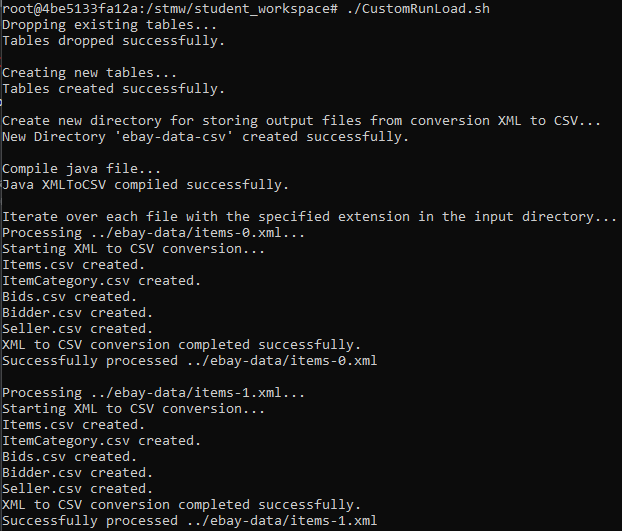 root@4be5133fa12a:/stmw/student_workspace# ./CustomRunLoad.sh
Dropping existing tables...
Tables dropped successfully.

Creating new tables...
Tables created successfully.

Create new directory for storing output files from conversion XML to CSV...
New Directory 'ebay-data-csv' created successfully.

Compile java file...
Java XMLToCSV compiled successfully.

Iterate over each file with the specified extension in the input directory...
Processing ../ebay-data/items-0.xml...
Starting XML to CSV conversion...
Items.csv created.
ItemCategory.csv created.
Bids.csv created.
Bidder.csv created.
Seller.csv created.
XML to CSV conversion completed successfully.
Successfully processed ../ebay-data/items-0.xml

Processing ../ebay-data/items-1.xml...
Starting XML to CSV conversion...
Items.csv created.
ItemCategory.csv created.
Bids.csv created.
Bidder.csv created.
Seller.csv created.
XML to CSV conversion completed successfully.
Successfully processed ../ebay-data/items-1.xml